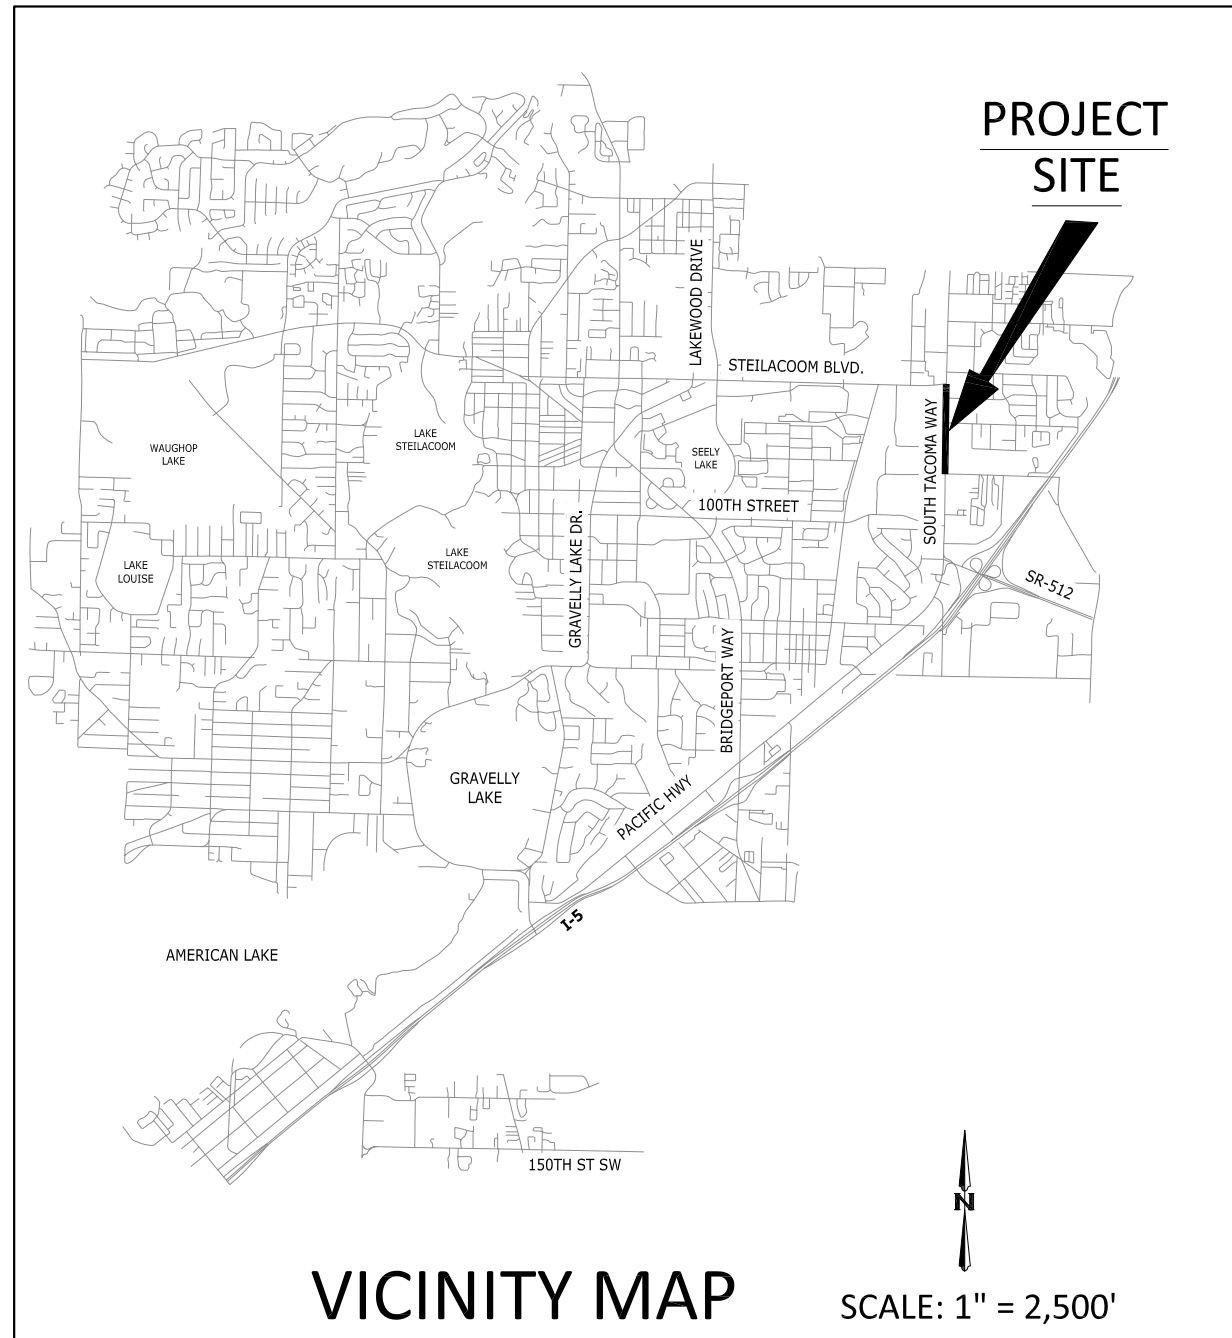 PROJECT
SITE
LAKEWOOD DRIVE
STEILACOOM BLVD.
SOUTH TACOMA WAY
LAKE
STEILACOOM
WAUGHOP
LAKE
SEELY
LAKE
100TH STREET
GRAVELLY LAKE DR.
LAKE
STEILACOOM
LAKE
LOUISE
SR-512
BRIDGEPORT WAY
GRAVELLY
LAKE
PACIFIC HWY
I-5
AMERICAN LAKE
150TH ST SW
N
VICINITY MAP
SCALE: 1" = 2,500'